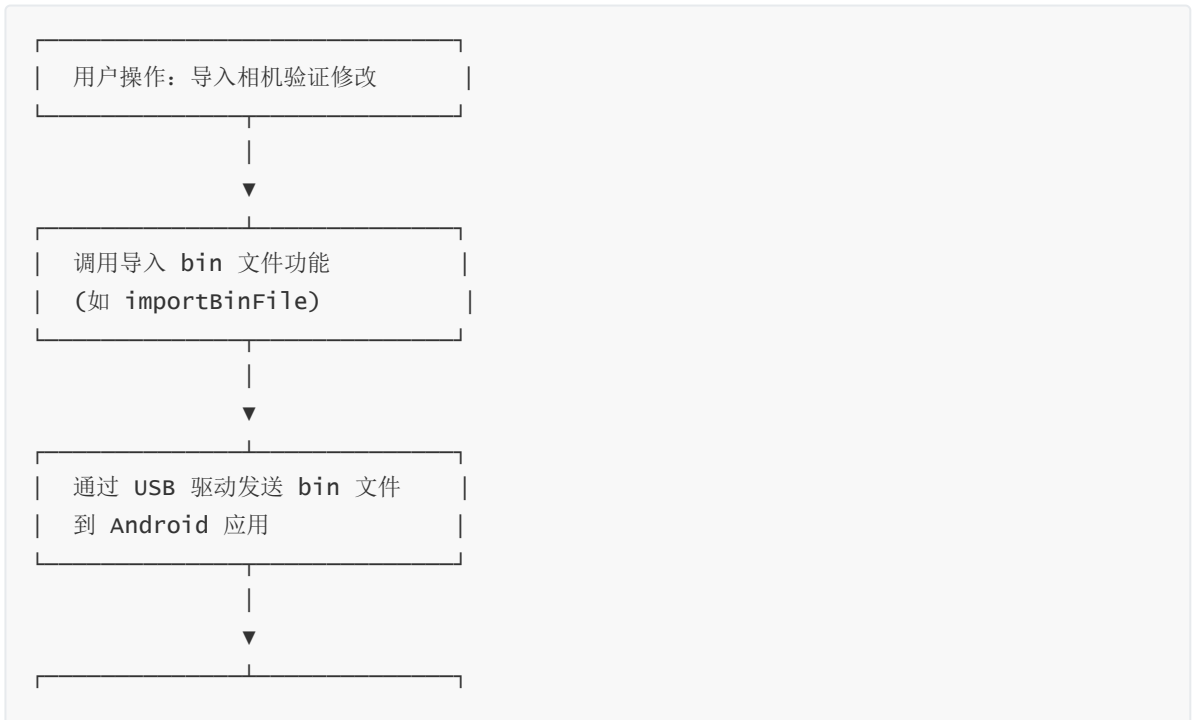 用户操作：导入相机验证修改
调用导入 bin 文件功能
(如 importBinFile)
通过 USB 驱动发送 bin 文件
到 Android 应用